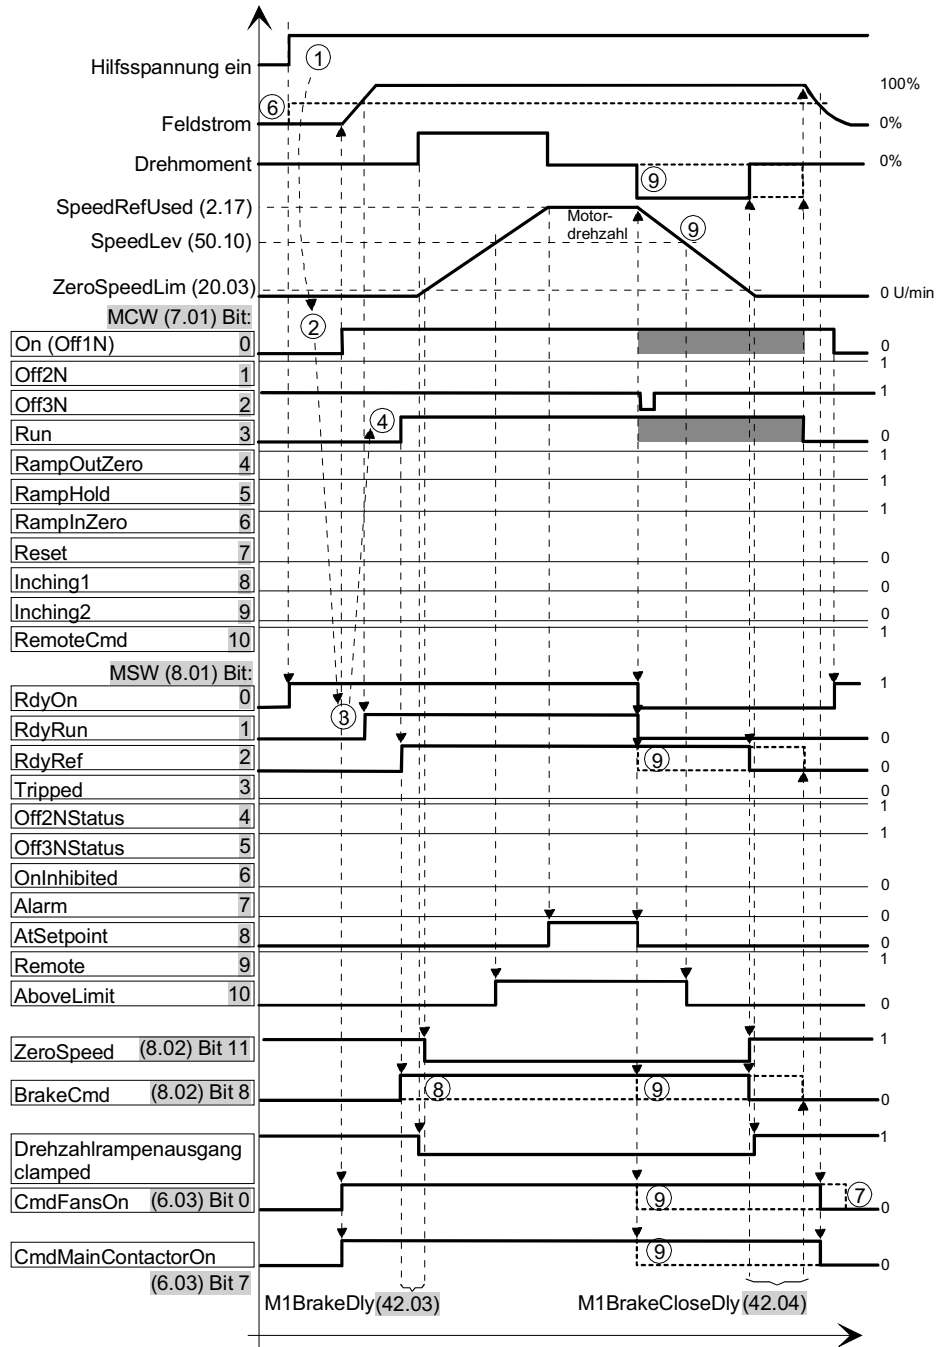 Hilfsspannung ein
1
100%
6
Feldstrom
0%
Drehmoment
0%
9
SpeedRefUsed (2.17)
Motor-
drehzahl
9
SpeedLev (50.10)
ZeroSpeedLim (20.03)
0 U/min
MCW (7.01) Bit:
2
On (Off1N) 0
0
1
Off2N 1
1
Off3N 2
4
Run 3
0
1
RampOutZero 4
1
RampHold 5
1
RampInZero 6
Reset 7
0
Inching1 8
0
Inching2 9
0
RemoteCmd 10
1
MSW (8.01) Bit:
1
RdyOn 0
3
RdyRun 1
0
RdyRef 2
9
0
Tripped 3
0
1
Off2NStatus 4
1
Off3NStatus 5
OnInhibited 6
0
Alarm 7
0
AtSetpoint 8
0
1
Remote 9
AboveLimit 10
0
ZeroSpeed (8.02) Bit 11
1
BrakeCmd (8.02) Bit 8
8
9
0
Drehzahlrampenausgang
clamped
1
CmdFansOn (6.03) Bit 0
9
7
0
CmdMainContactorOn
(6.03) Bit 7
9
0
M1BrakeDly(42.03)
M1BrakeCloseDly(42.04)